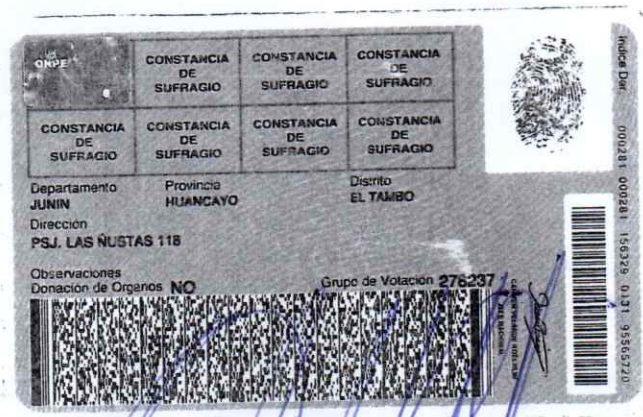 ONPE
CONSTANCIA DE SUFRAGIO
CONSTANCIA DE SUFRAGIO
CONSTANCIA DE SUFRAGIO
CONSTANCIA DE SUFRAGIO
CONSTANCIA DE SUFRAGIO
CONSTANCIA DE SUFRAGIO
CONSTANCIA DE SUFRAGIO
Departamento Provincia Distrito
JUNIN HUANCAYO EL TAMBO
Dirección
PSJ. LAS ÑUSTAS 118
Observaciones
Donación de Organos NO Grupo de Votación 276237
Indice Der 000281 000281 156329 0131 95565720